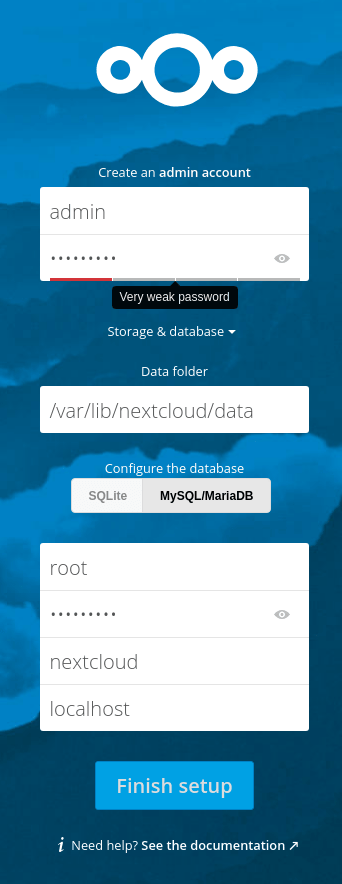 Create an admin account
admin
•••••••••
Very weak password
Storage & database
Data folder
/var/lib/nextcloud/data
Configure the database
SQLite MySQL/MariaDB
root
•••••••••
nextcloud
localhost
Finish setup
i Need help? See the documentation ↗